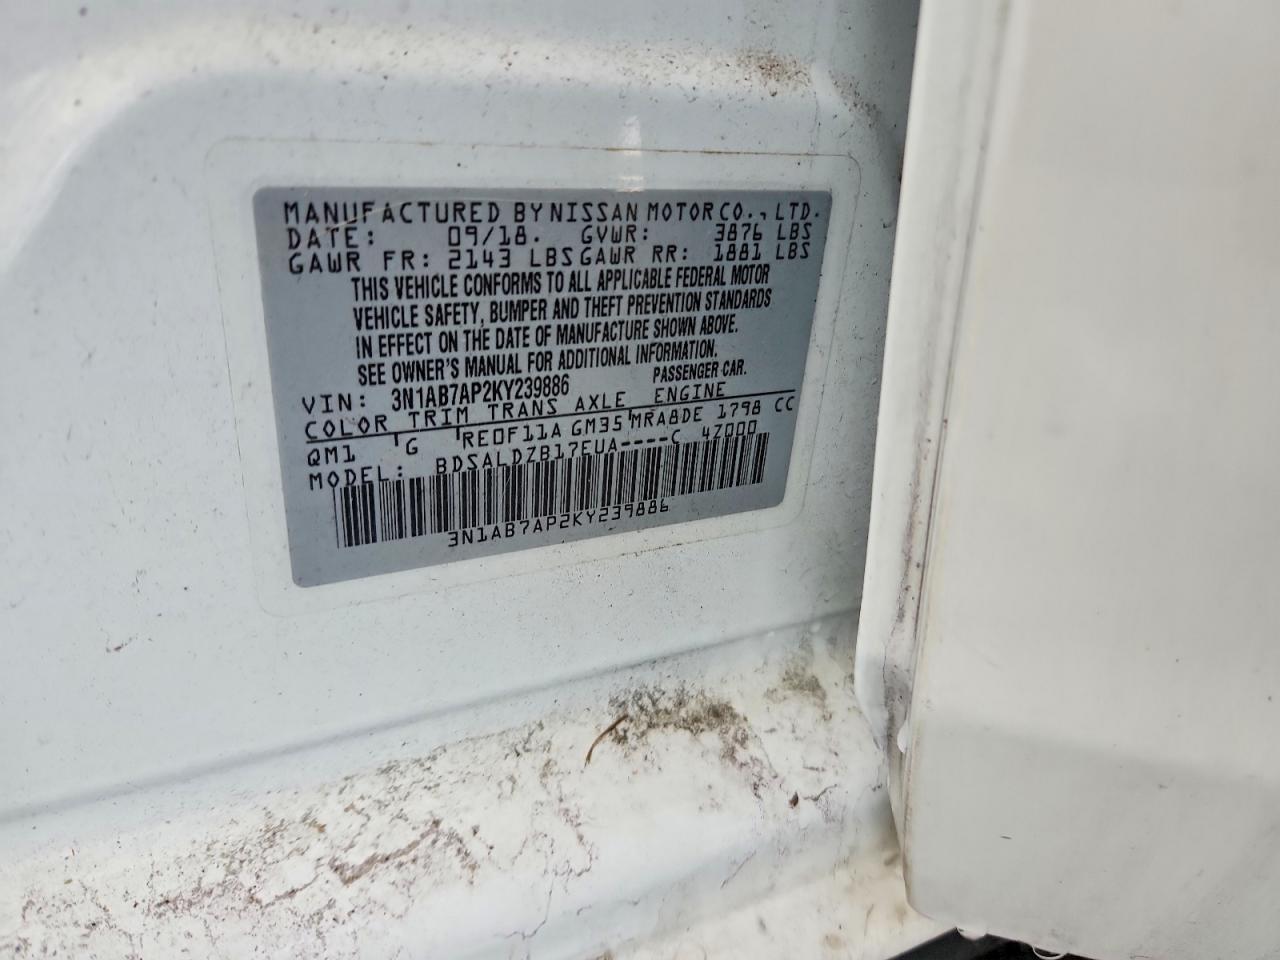 MANUFACTURED BY NISSAN MOTOR CO., LTD.
DATE: 09/18. GVWR: 3876 LBS
GAWR FR: 2143 LBS GAWR RR: 1881 LBS
THIS VEHICLE CONFORMS TO ALL APPLICABLE FEDERAL MOTOR
VEHICLE SAFETY, BUMPER AND THEFT PREVENTION STANDARDS
IN EFFECT ON THE DATE OF MANUFACTURE SHOWN ABOVE.
SEE OWNER'S MANUAL FOR ADDITIONAL INFORMATION.
VIN: 3N1AB7AP2KY239886 PASSENGER CAR.
COLOR TRIM TRANS AXLE ENGINE
QM1 'G 'RE0F11A GM35'MRA8DE 1798 CC
MODEL: BDSALDZB17EUA----C 4Z000
3N1AB7AP2KY239886